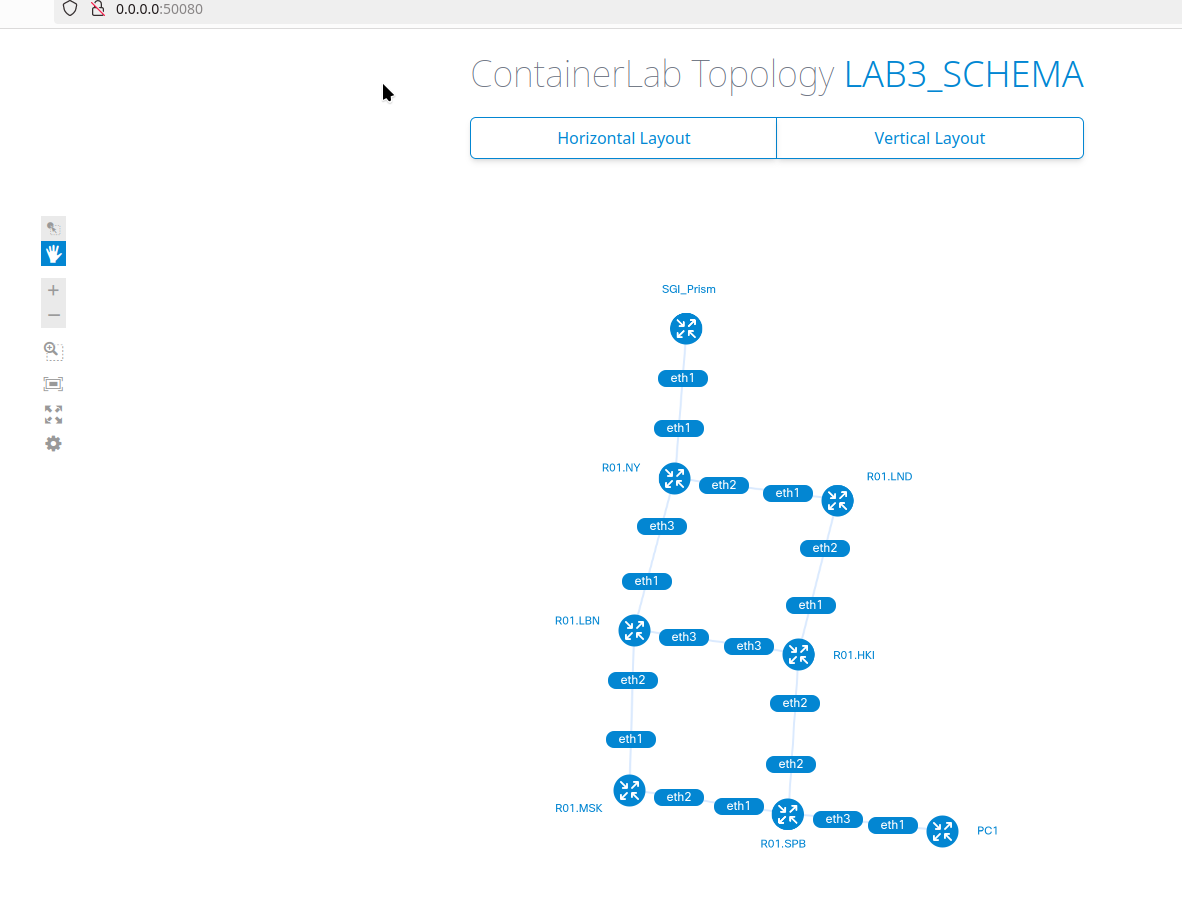 0.0.0.0:50080
ContainerLab Topology LAB3_SCHEMA
Horizontal Layout
Vertical Layout
SGI_Prism
eth1
eth1
R01.NY
eth2
eth1
R01.LND
eth3
eth2
eth1
eth1
R01.LBN
eth3
eth3
R01.HKI
eth2
eth2
eth1
eth2
R01.MSK
eth2
eth1
eth3
eth1
PC1
R01.SPB